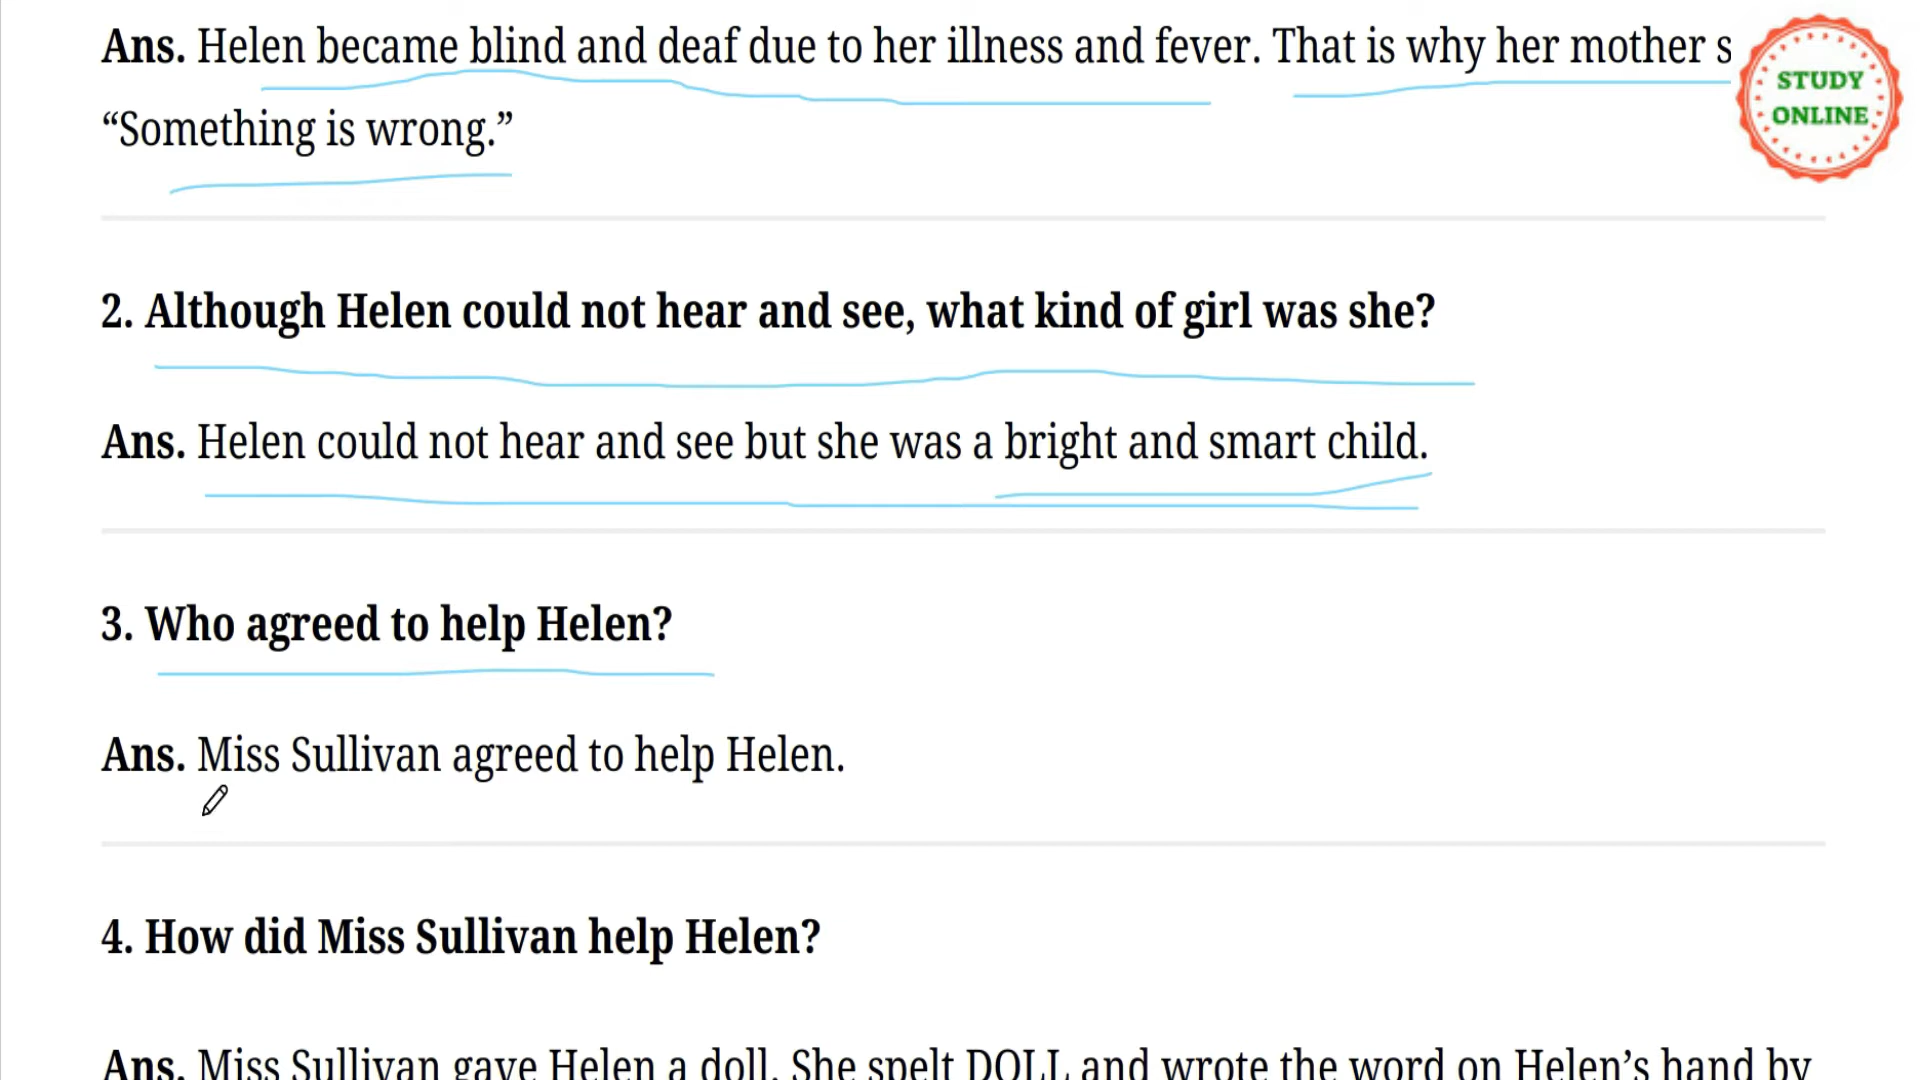 Ans. Helen became blind and deaf due to her illness and fever. That is why her mother s
“Something is wrong.”
STUDY
ONLINE
2. Although Helen could not hear and see, what kind of girl was she?
Ans. Helen could not hear and see but she was a bright and smart child.
3. Who agreed to help Helen?
Ans. Miss Sullivan agreed to help Helen.
4. How did Miss Sullivan help Helen?
Ans. Miss Sullivan gave Helen a doll. She spelt DOLL and wrote the word on Helen’s hand by